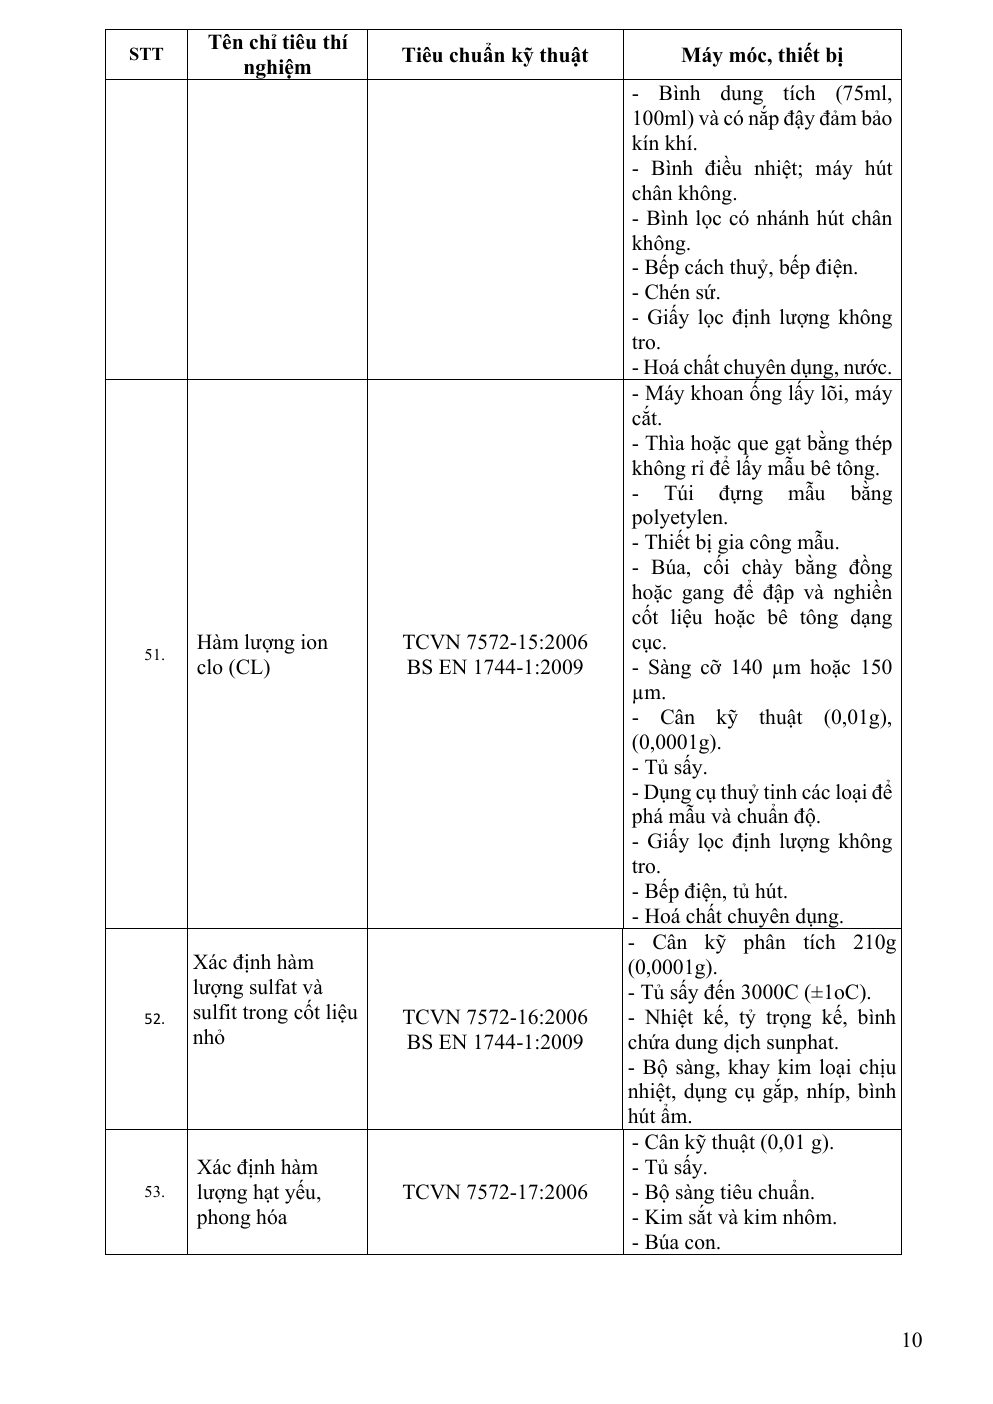 STT
Tên chỉ tiêu thí
nghiệm
Tiêu chuẩn kỹ thuật
Máy móc, thiết bị
- Bình dung tích (75ml,
100ml) và có nắp đậy đảm bảo
kín khí.
- Bình điều nhiệt; máy hút
chân không.
- Bình lọc có nhánh hút chân
không.
- Bếp cách thuỷ, bếp điện.
- Chén sứ.
- Giấy lọc định lượng không
tro.
- Hoá chất chuyên dụng, nước.
51.
Hàm lượng ion
clo (CL)
TCVN 7572-15:2006
BS EN 1744-1:2009
- Máy khoan ống lấy lõi, máy
cắt.
- Thìa hoặc que gạt bằng thép
không rỉ để lấy mẫu bê tông.
- Túi đựng mẫu bằng
polyetylen.
- Thiết bị gia công mẫu.
- Búa, cối chày bằng đồng
hoặc gang để đập và nghiền
cốt liệu hoặc bê tông dạng
cục.
- Sàng cỡ 140 µm hoặc 150
µm.
- Cân kỹ thuật (0,01g),
(0,0001g).
- Tủ sấy.
- Dụng cụ thuỷ tinh các loại để
phá mẫu và chuẩn độ.
- Giấy lọc định lượng không
tro.
- Bếp điện, tủ hút.
- Hoá chất chuyên dụng.
52.
Xác định hàm
lượng sulfat và
sulfit trong cốt liệu
nhỏ
TCVN 7572-16:2006
BS EN 1744-1:2009
- Cân kỹ phân tích 210g
(0,0001g).
- Tủ sấy đến 3000C (±1oC).
- Nhiệt kế, tỷ trọng kế, bình
chứa dung dịch sunphat.
- Bộ sàng, khay kim loại chịu
nhiệt, dụng cụ gắp, nhíp, bình
hút ẩm.
53.
Xác định hàm
lượng hạt yếu,
phong hóa
TCVN 7572-17:2006
- Cân kỹ thuật (0,01 g).
- Tủ sấy.
- Bộ sàng tiêu chuẩn.
- Kim sắt và kim nhôm.
- Búa con.
10